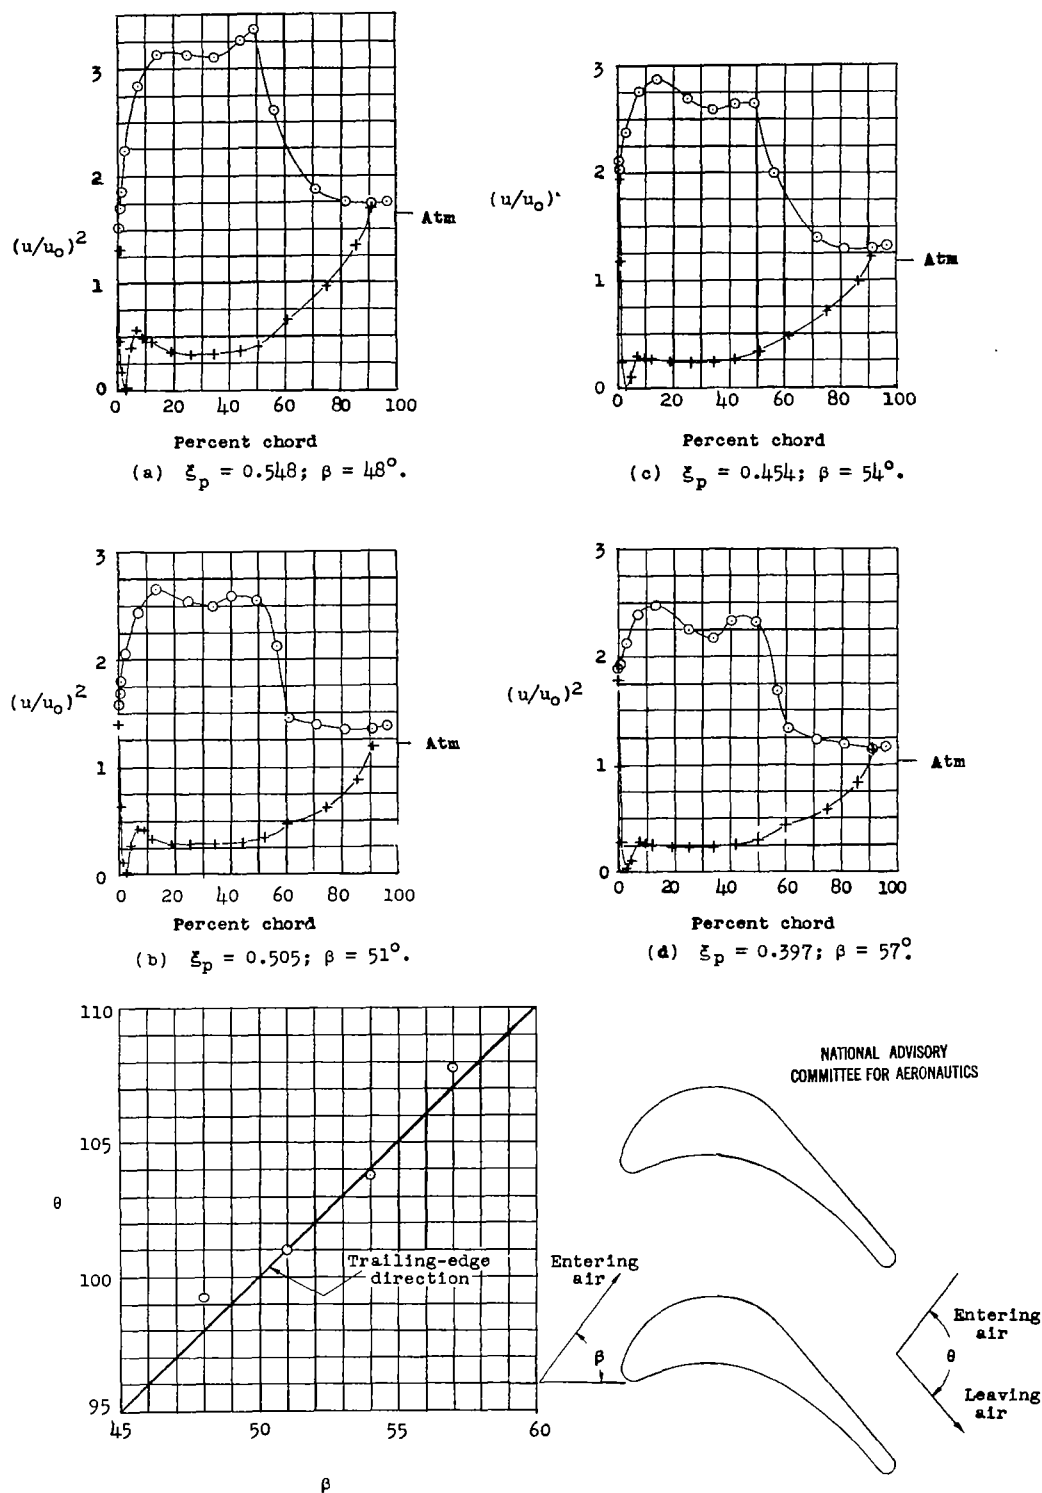 3
2
1
0
(u/u₀)²
Atm
0 20 40 60 80 100
Percent chord
(a) ξp = 0.548; β = 48°.
3
2
1
0
(u/u₀)
Atm
0 20 40 60 80 100
Percent chord
(c) ξp = 0.454; β = 54°.
3
2
1
0
(u/u₀)²
Atm
0 20 40 60 80 100
Percent chord
(b) ξp = 0.505; β = 51°.
3
2
1
0
(u/u₀)²
Atm
0 20 40 60 80 100
Percent chord
(d) ξp = 0.397; β = 57°.
110
105
100
95
θ
45 50 55 60
β
Trailing-edge
direction
NATIONAL ADVISORY
COMMITTEE FOR AERONAUTICS
Entering
air
β
Entering
air
θ
Leaving
air